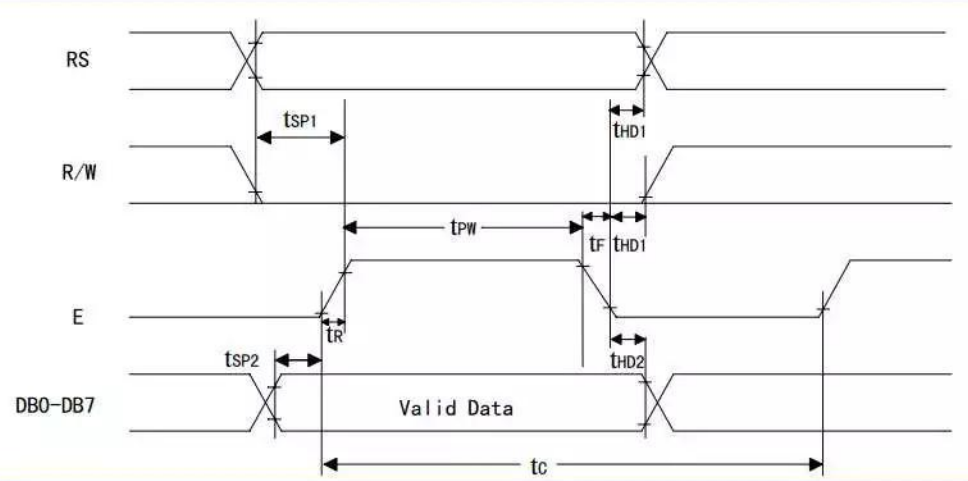 RS
tSP1
tHD1
R/W
tPW
tF tHD1
E
tR
tSP2
tHD2
DB0-DB7
Valid Data
tC